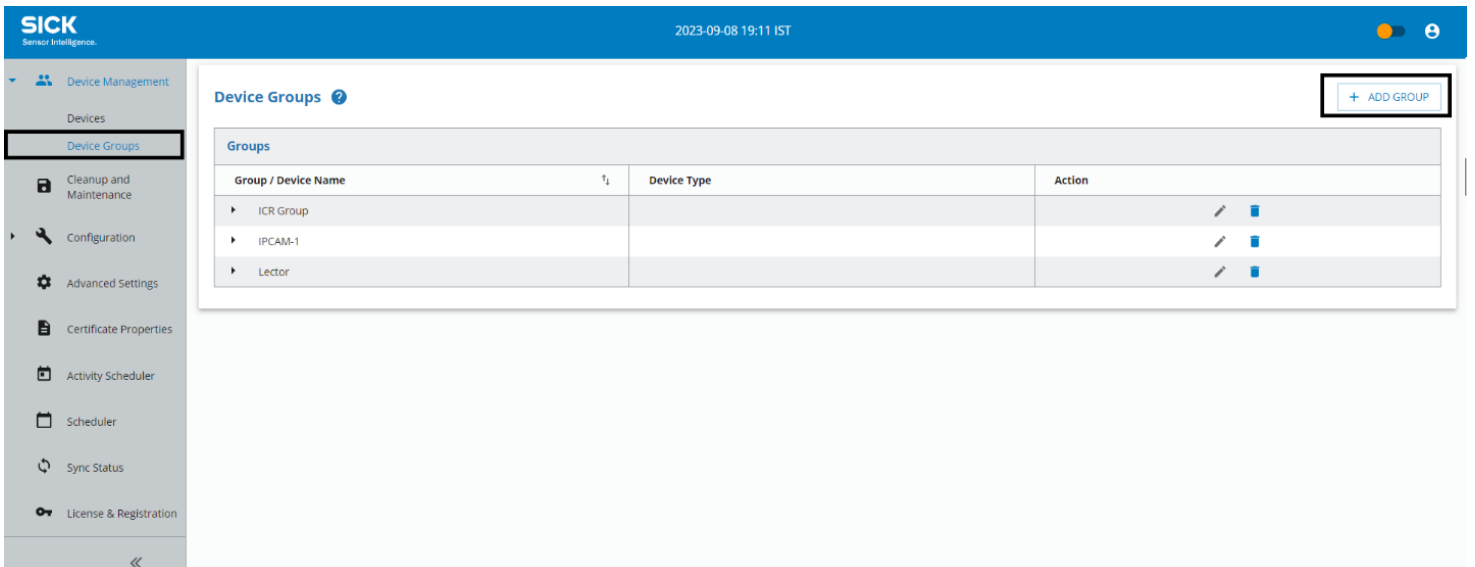 SICK
Sensor Intelligence.
2023-09-08 19:11 IST
Device Management
Devices
Device Groups
Cleanup and
Maintenance
Configuration
Advanced Settings
Certificate Properties
Activity Scheduler
Scheduler
Sync Status
License & Registration
Device Groups ?
+ ADD GROUP
Groups
Group / Device Name Device Type Action
ICR Group
IPCAM-1
Lector